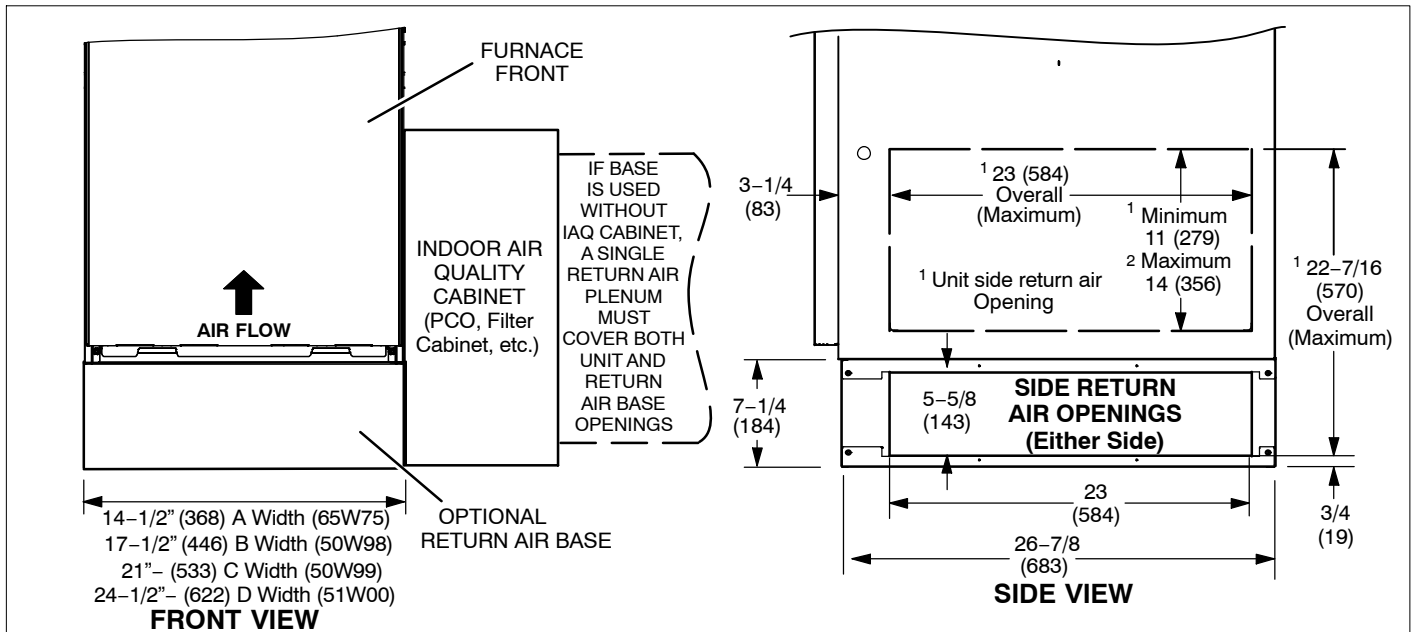 FURNACE
FRONT
AIR FLOW
INDOOR AIR
QUALITY
CABINET
(PCO, Filter
Cabinet, etc.)
IF BASE
IS USED
WITHOUT
IAQ CABINET,
A SINGLE
RETURN AIR
PLENUM
MUST
COVER BOTH
UNIT AND
RETURN
AIR BASE
OPENINGS
14−1/2” (368) A Width (65W75)
17−1/2” (446) B Width (50W98)
21”− (533) C Width (50W99)
24−1/2”− (622) D Width (51W00)
OPTIONAL
RETURN AIR BASE
FRONT VIEW
3−1/4
(83)
1 23 (584)
Overall
(Maximum)
1 Minimum
11 (279)
2 Maximum
14 (356)
1 Unit side return air
Opening
1 22−7/16
(570)
Overall
(Maximum)
7−1/4
(184)
5−5/8
(143)
SIDE RETURN
AIR OPENINGS
(Either Side)
23
(584)
3/4
(19)
26−7/8
(683)
SIDE VIEW